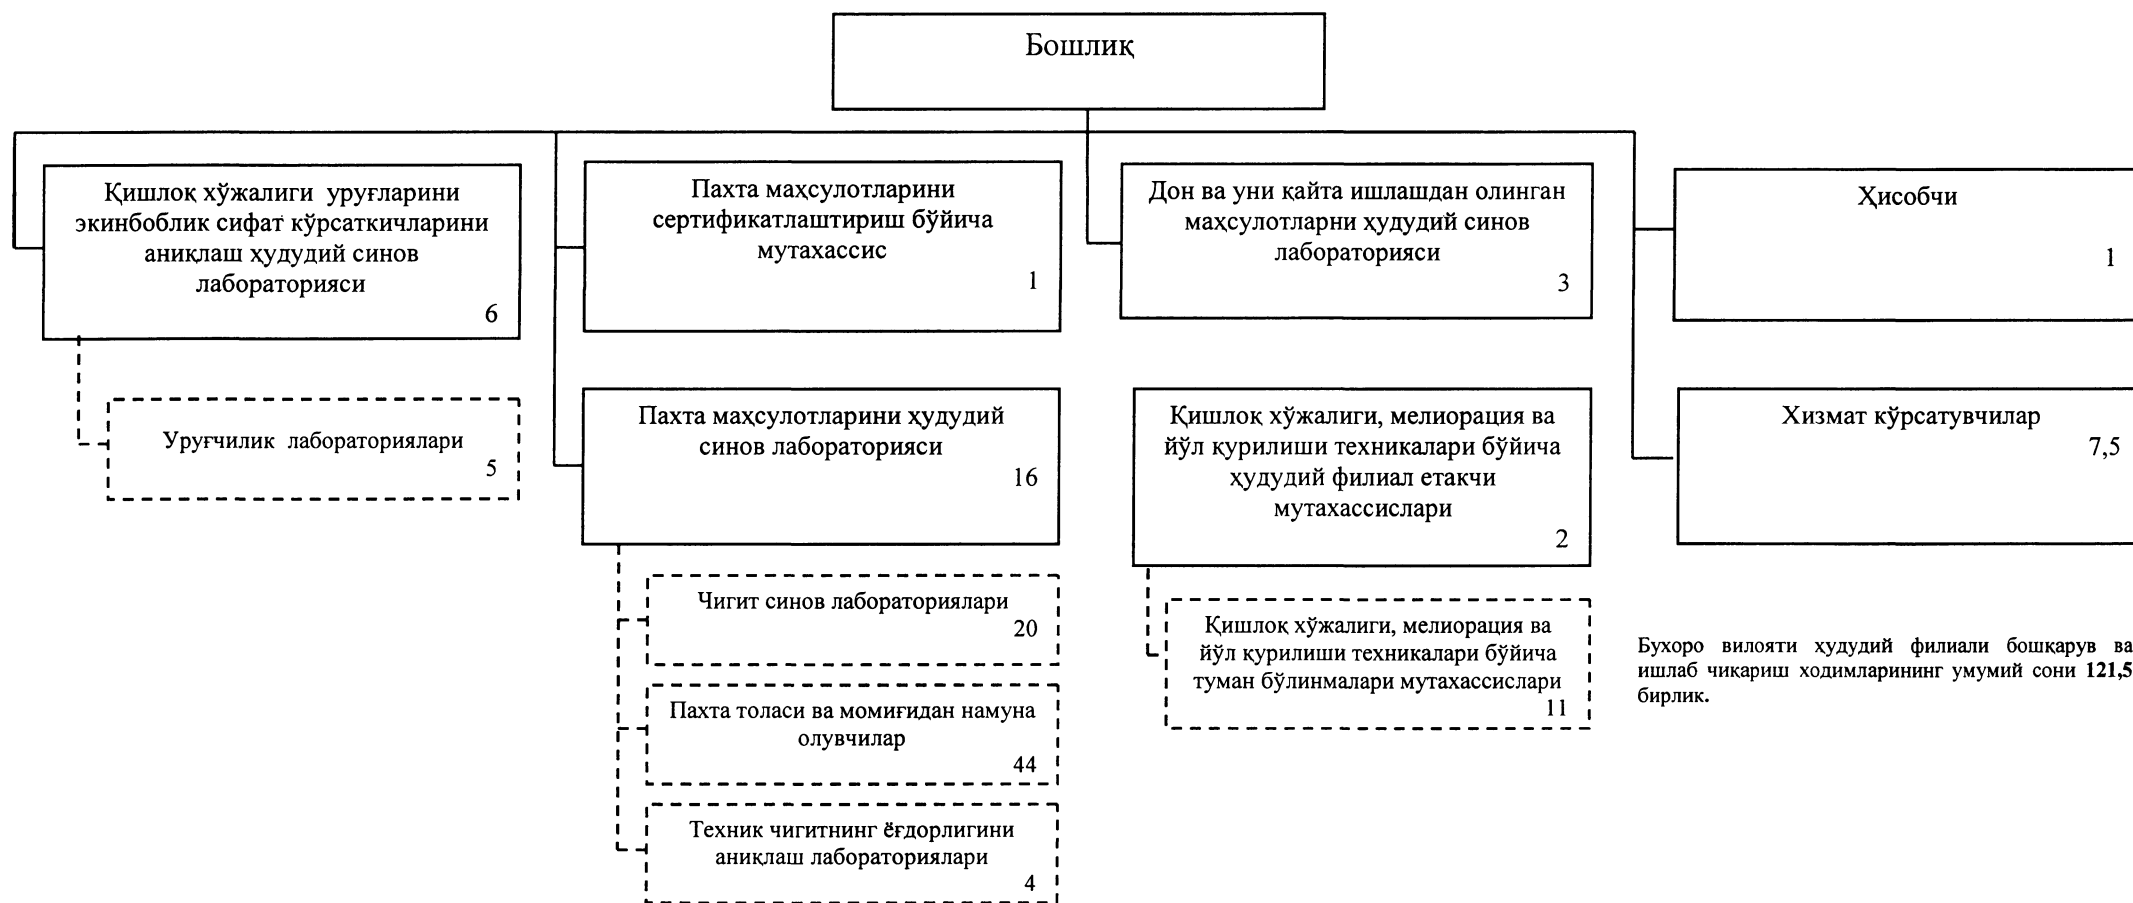 Бошлиқ
Қишлоқ хўжалиги уруғларини
экинбоблик сифат кўрсаткичларини
аниқлаш ҳудудий синов
лабораторияси
6
Уруғчилик лабораториялари
5
Пахта маҳсулотларини
сертификатлаштириш бўйича
мутахассис
1
Пахта маҳсулотларини ҳудудий
синов лабораторияси
16
Чигит синов лабораториялари
20
Пахта толаси ва момиғидан намуна
олувчилар
44
Техник чигитнинг ёғдорлигини
аниқлаш лабораториялари
4
Дон ва уни қайта ишлашдан олинган
маҳсулотларни ҳудудий синов
лабораторияси
3
Қишлоқ хўжалиги, мелиорация ва
йўл қурилиши техникалари бўйича
ҳудудий филиал етакчи
мутахассислари
2
Қишлоқ хўжалиги, мелиорация ва
йўл қурилиши техникалари бўйича
туман бўлинмалари мутахассислари
11
Ҳисобчи
1
Хизмат кўрсатувчилар
7,5
Бухоро вилояти ҳудудий филиали бошқарув ва
ишлаб чиқариш ходимларининг умумий сони 121,5
бирлик.